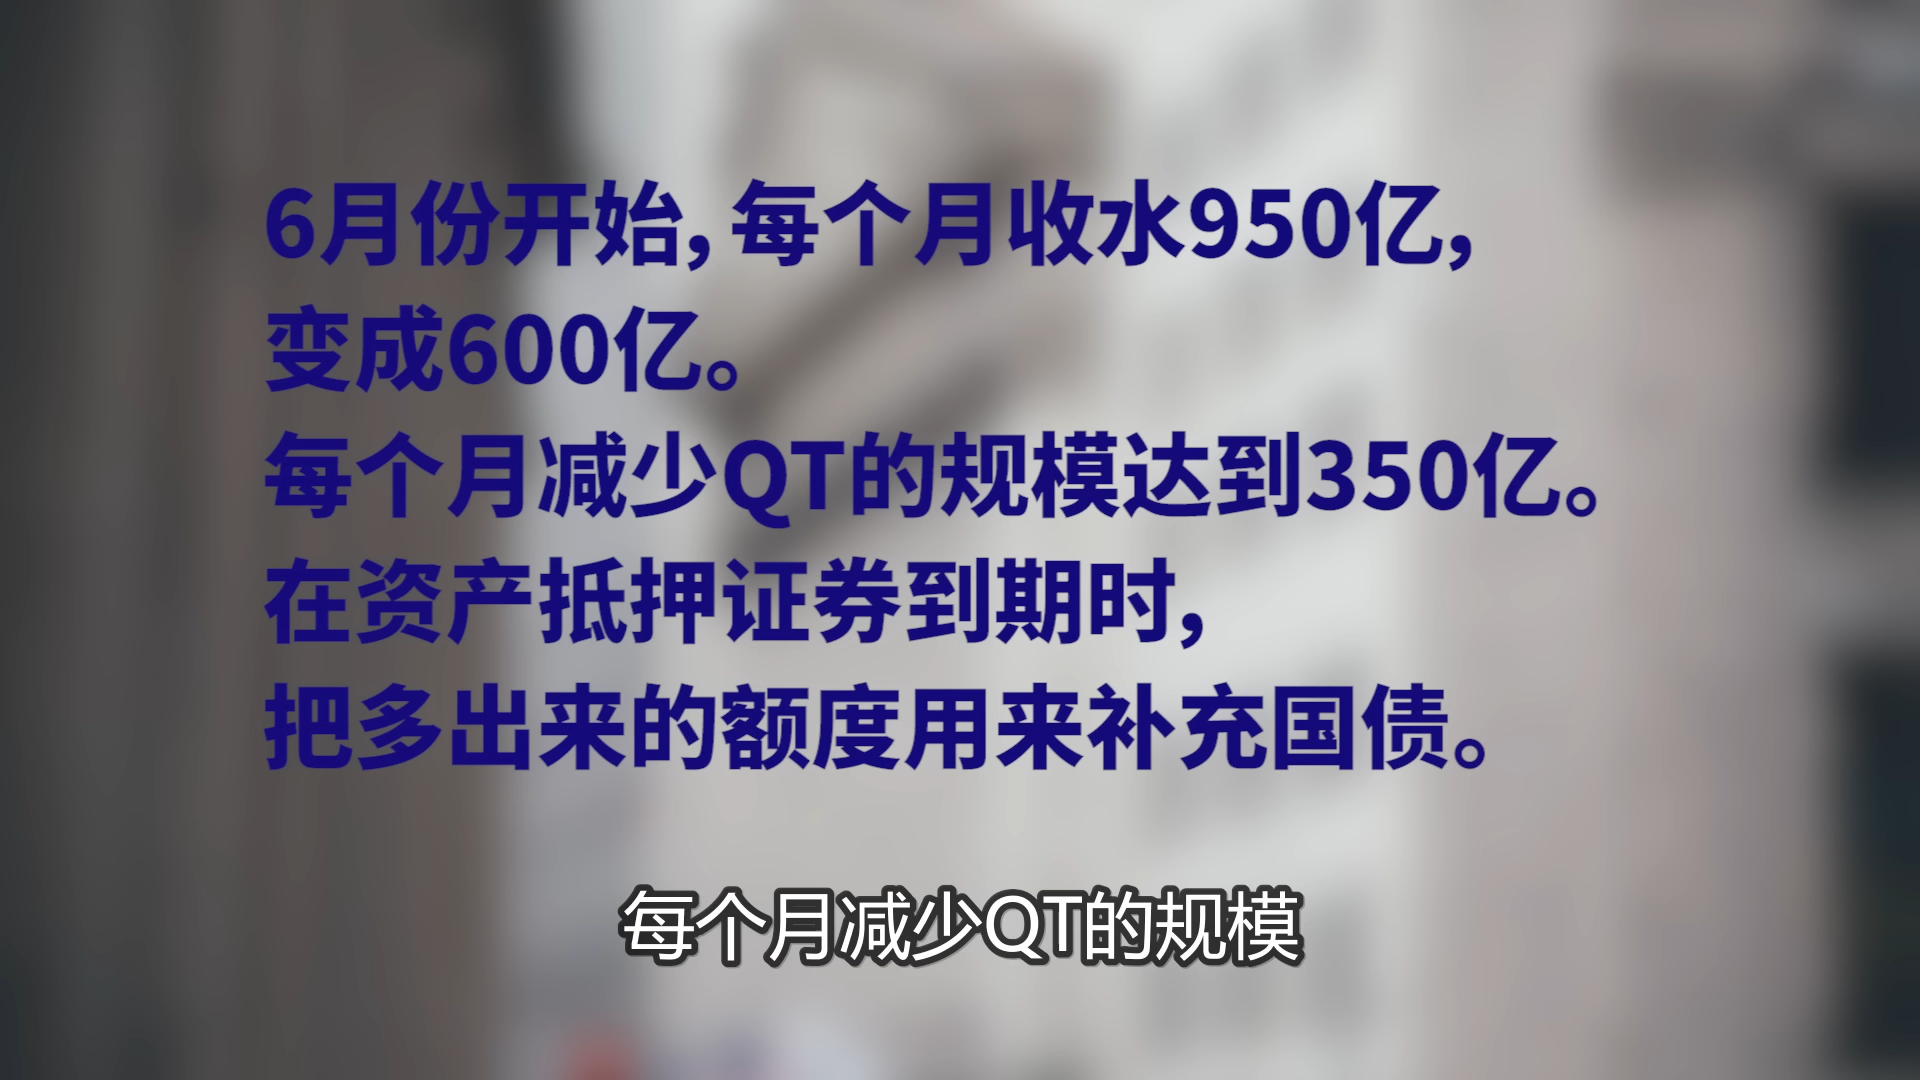 6月份开始，每个月收水950亿，
变成600亿。
每个月减少QT的规模达到350亿。
在资产抵押证券到期时，
把多出来的额度用来补充国债。
每个月减少QT的规模